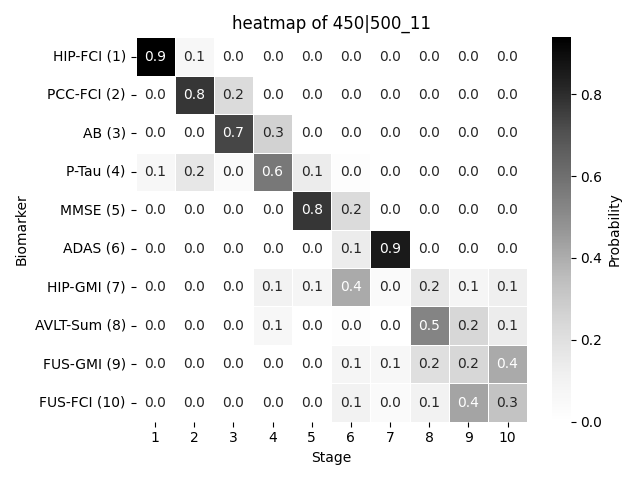 heatmap of 450|500_11
HIP-FCI (1) 0.9 0.1 0.0 0.0 0.0 0.0 0.0 0.0 0.0 0.0
PCC-FCI (2) 0.0 0.8 0.2 0.0 0.0 0.0 0.0 0.0 0.0 0.0
AB (3) 0.0 0.0 0.7 0.3 0.0 0.0 0.0 0.0 0.0 0.0
P-Tau (4) 0.1 0.2 0.0 0.6 0.1 0.0 0.0 0.0 0.0 0.0
MMSE (5) 0.0 0.0 0.0 0.0 0.8 0.2 0.0 0.0 0.0 0.0
ADAS (6) 0.0 0.0 0.0 0.0 0.0 0.1 0.9 0.0 0.0 0.0
HIP-GMI (7) 0.0 0.0 0.0 0.1 0.1 0.4 0.0 0.2 0.1 0.1
AVLT-Sum (8) 0.0 0.0 0.0 0.1 0.0 0.0 0.0 0.5 0.2 0.1
FUS-GMI (9) 0.0 0.0 0.0 0.0 0.0 0.1 0.1 0.2 0.2 0.4
FUS-FCI (10) 0.0 0.0 0.0 0.0 0.0 0.1 0.0 0.1 0.4 0.3
1 2 3 4 5 6 7 8 9 10
Stage
Biomarker
0.8
0.6
0.4
0.2
0.0
Probability